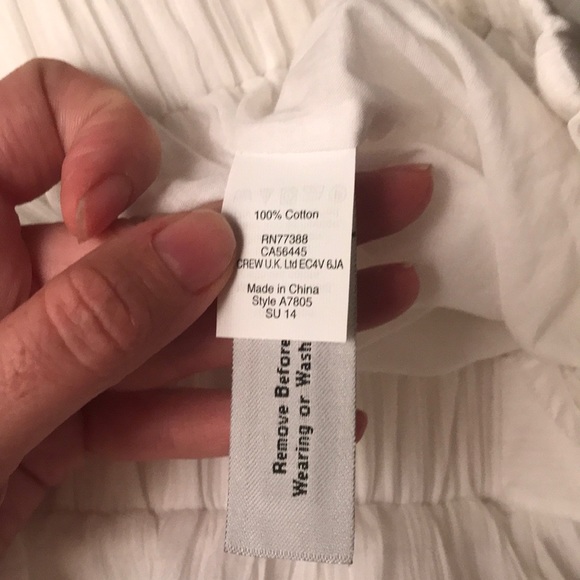 100% Cotton
RN77388
CA56445
CREW U.K. Ltd EC4V 6JA
Made in China
Style A7805
SU 14
Remove Before
Wearing or Wash